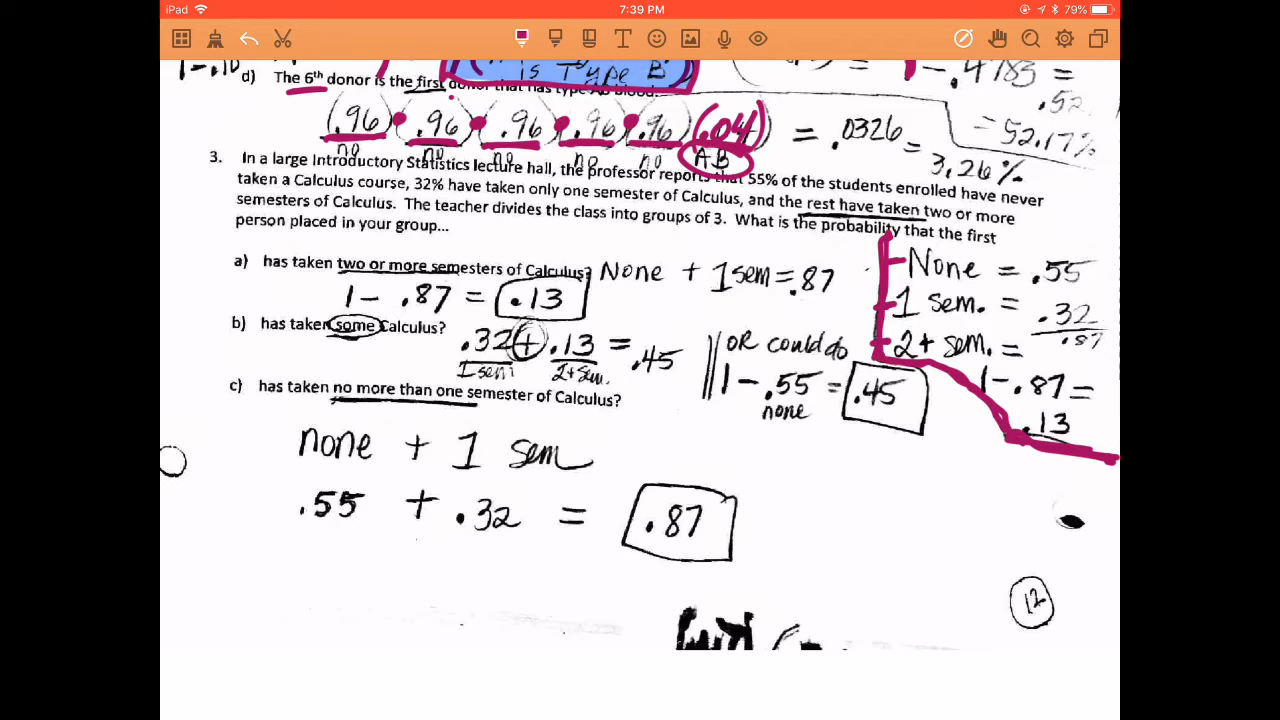 iPad 7:39 PM 79%
1-.10
is Type B
1 - .4783 =
d) The 6th donor is the first donor that has type AB blood.
.52
(.96) (.96) (.96) (.96) (.96) (.04) = .0326 = 3.26%
= 52.17%
no no no no no AB
3. In a large Introductory Statistics lecture hall, the professor reports that 55% of the students enrolled have never
taken a Calculus course, 32% have taken only one semester of Calculus, and the rest have taken two or more
semesters of Calculus. The teacher divides the class into groups of 3. What is the probability that the first
person placed in your group...
a) has taken two or more semesters of Calculus? None + 1 sem = .87
1 - .87 = .13
b) has taken some Calculus?
.32 + .13 = .45
1 sem 2+ sem.
OR could do
1 - .55 = .45
none
None = .55
1 sem. = .32
.87
2+ sem. =
1 - .87 =
.13
c) has taken no more than one semester of Calculus?
none + 1 sem
.55 + .32 = .87
12